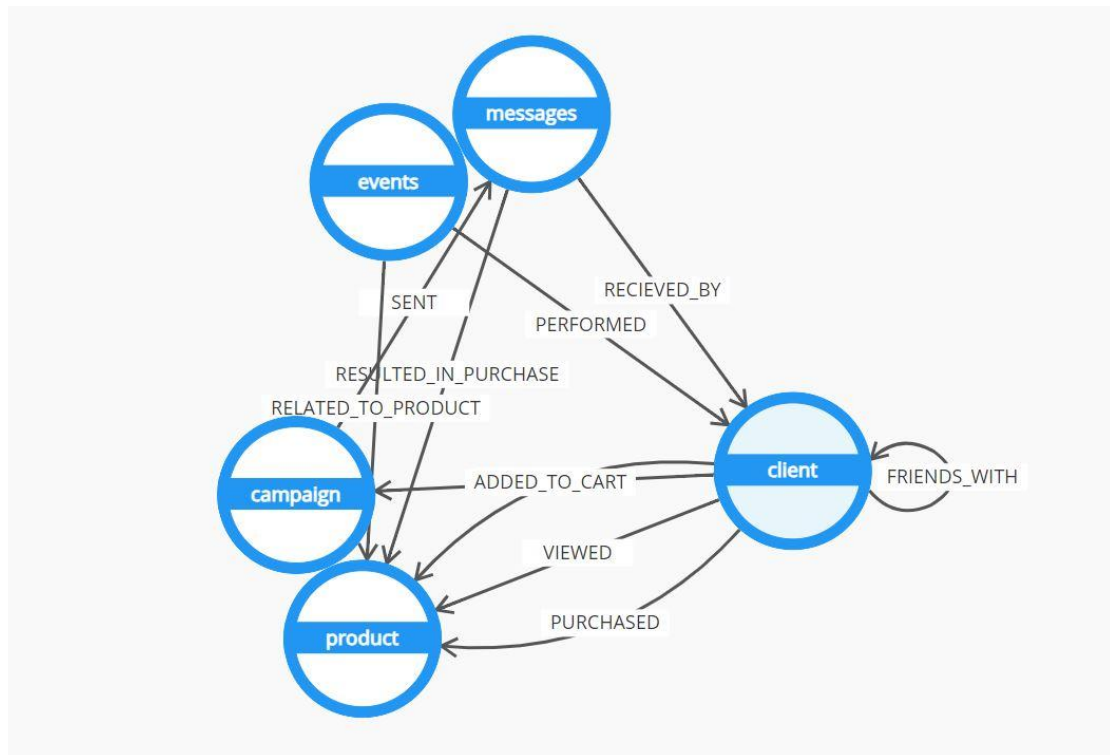 messages
events
RECIEVED_BY
SENT
PERFORMED
RESULTED_IN_PURCHASE
RELATED_TO_PRODUCT
client
FRIENDS_WITH
ADDED_TO_CART
campaign
VIEWED
PURCHASED
product